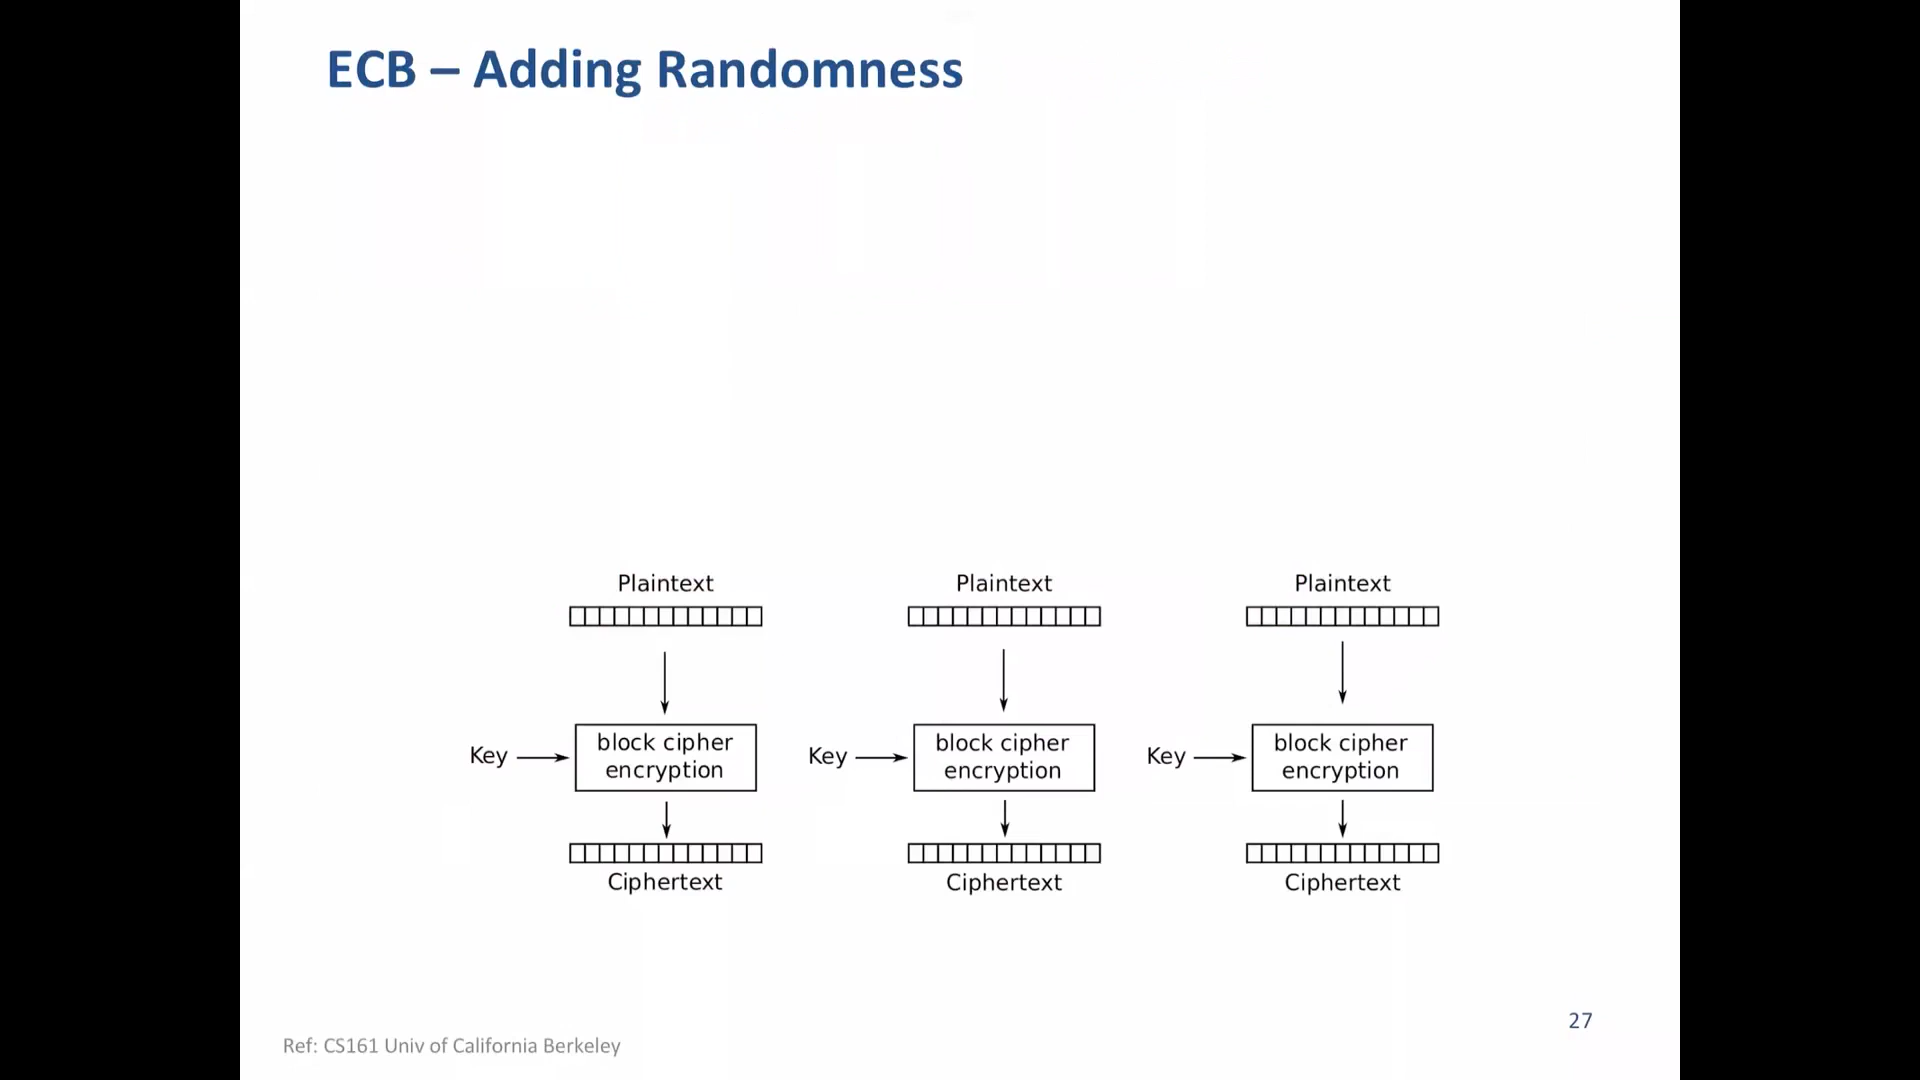 ECB – Adding Randomness
Plaintext
Plaintext
Plaintext
Key
block cipher
encryption
Key
block cipher
encryption
Key
block cipher
encryption
Ciphertext
Ciphertext
Ciphertext
27
Ref: CS161 Univ of California Berkeley